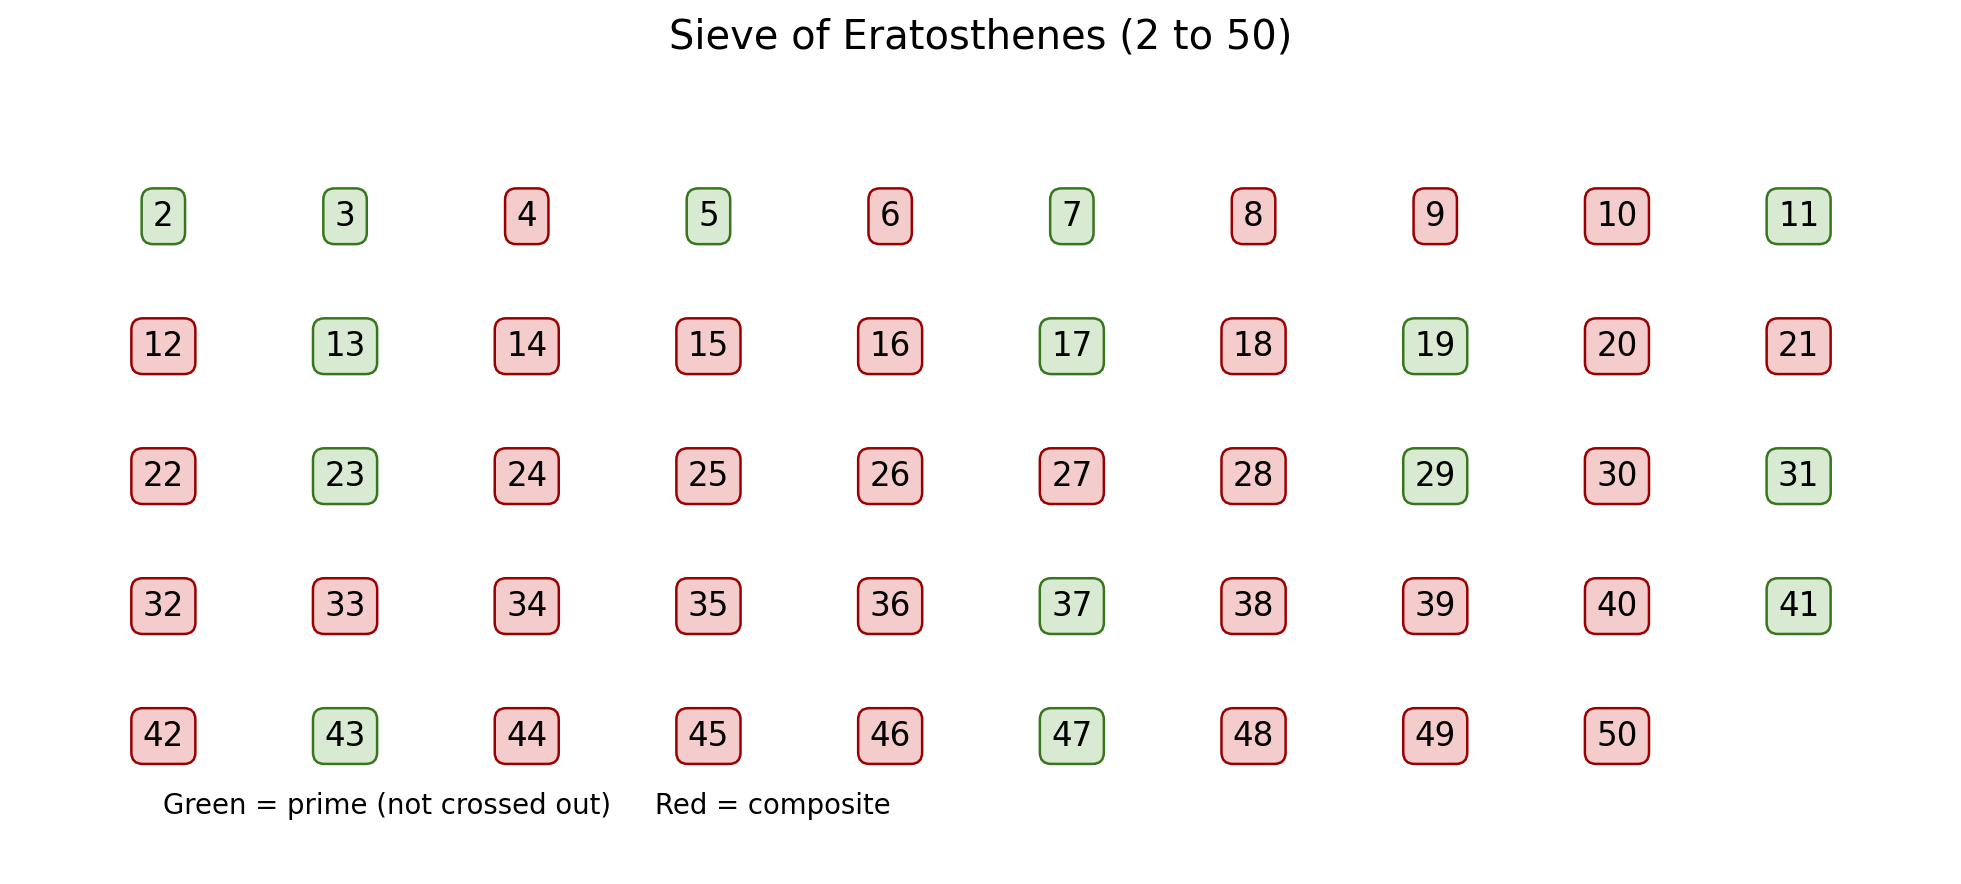 Sieve of Eratosthenes (2 to 50)
2 3 4 5 6 7 8 9 10 11
12 13 14 15 16 17 18 19 20 21
22 23 24 25 26 27 28 29 30 31
32 33 34 35 36 37 38 39 40 41
42 43 44 45 46 47 48 49 50
Green = prime (not crossed out) Red = composite